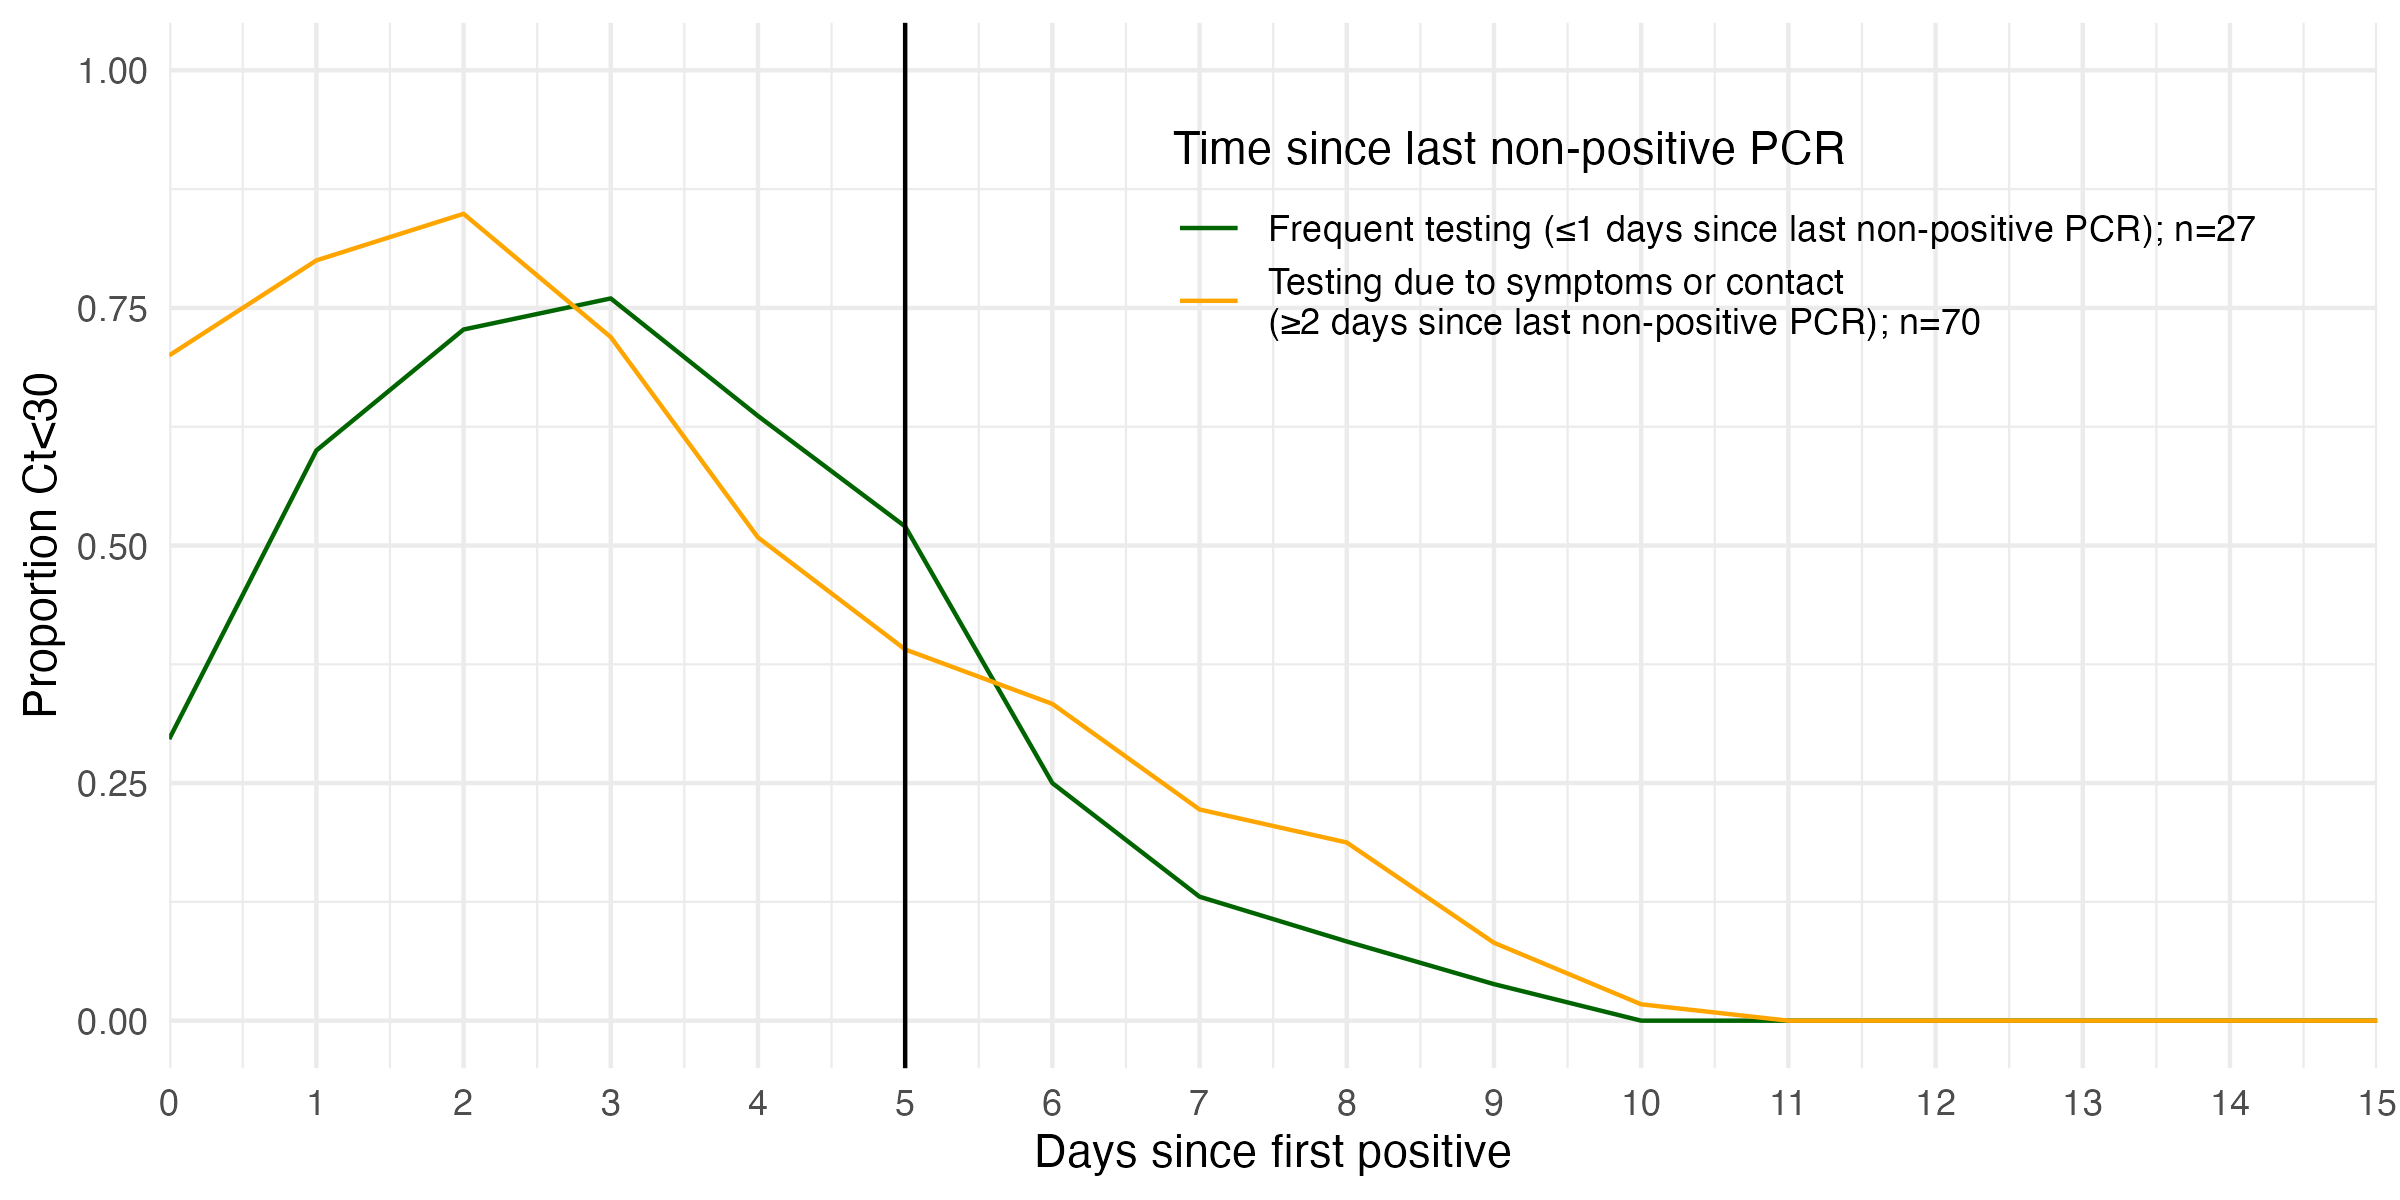 Proportion Ct<30
1.00
0.75
0.50
0.25
0.00
Time since last non-positive PCR
Frequent testing (≤1 days since last non-positive PCR); n=27
Testing due to symptoms or contact
(≥2 days since last non-positive PCR); n=70
0 1 2 3 4 5 6 7 8 9 10 11 12 13 14 15
Days since first positive